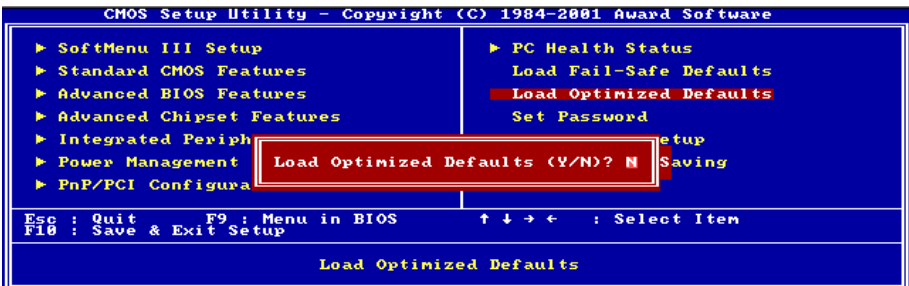 CMOS Setup Utility - Copyright (C) 1984-2001 Award Software
► SoftMenu III Setup
► Standard CMOS Features
► Advanced BIOS Features
► Advanced Chipset Features
► Integrated Periph
► Power Management
► PnP/PCI Configura
► PC Health Status
Load Fail-Safe Defaults
Load Optimized Defaults
Set Password
etup
Saving
Load Optimized Defaults (Y/N)? N
Esc : Quit F9 : Menu in BIOS ↑ ↓ → ← : Select Item
F10 : Save & Exit Setup
Load Optimized Defaults